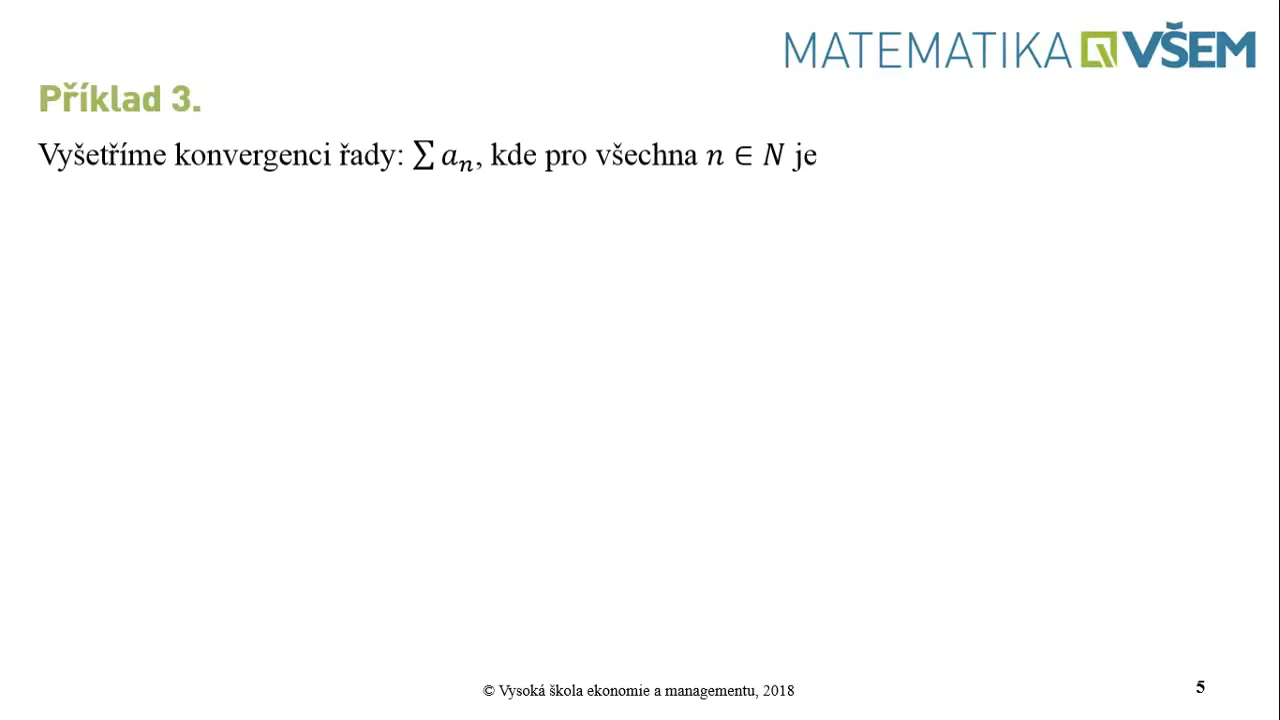 MATEMATIKA VŠEM
Příklad 3.
Vyšetříme konvergenci řady: ∑ aₙ, kde pro všechna n ∈ N je
© Vysoká škola ekonomie a managementu, 2018
5